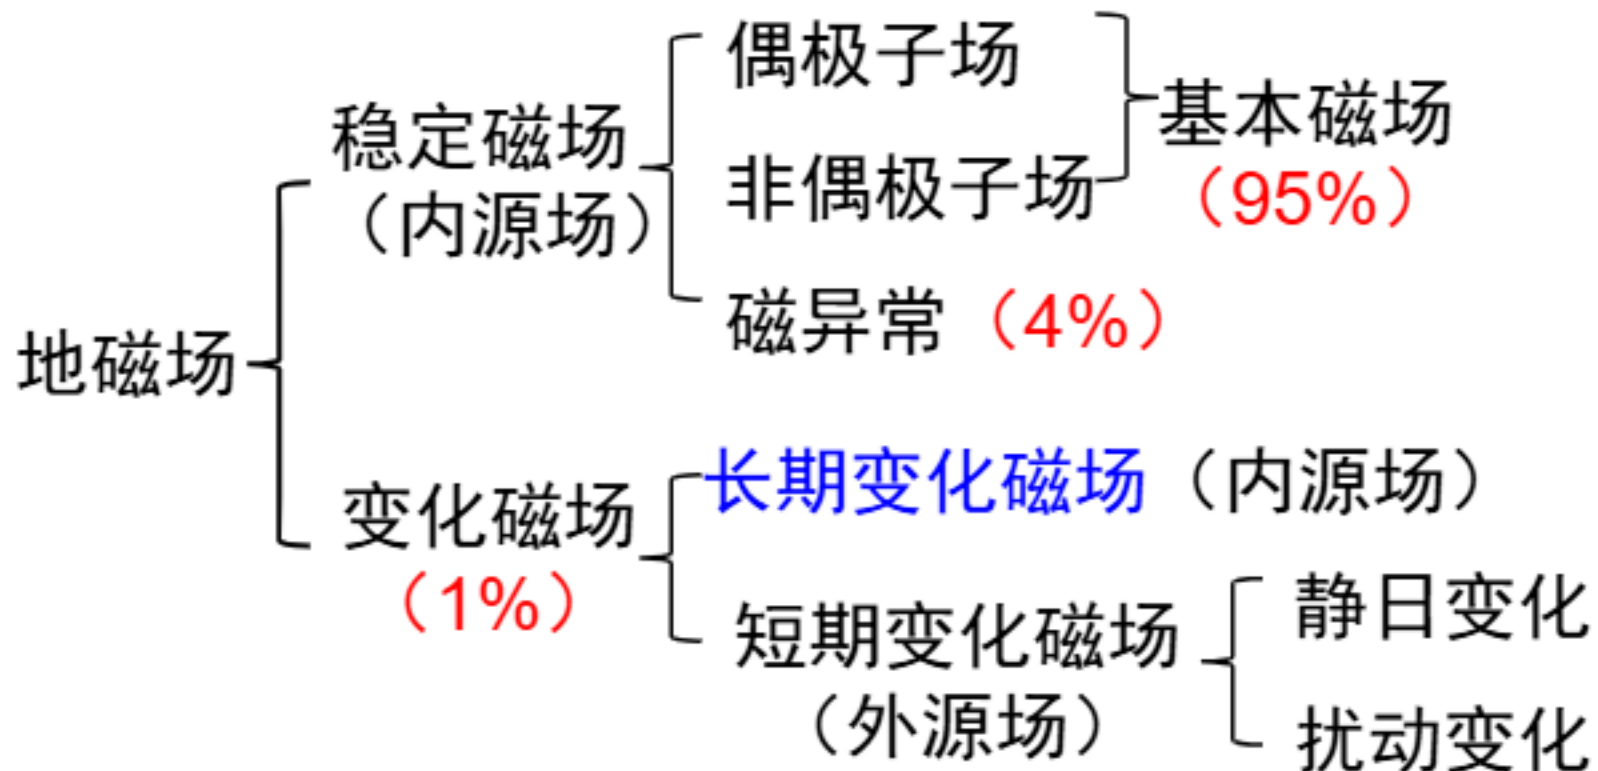 偶极子场
稳定磁场
基本磁场
(内源场)
非偶极子场
(95%)
磁异常(4%)
地磁场
长期变化磁场(内源场)
变化磁场
(1%)
静日变化
短期变化磁场
(外源场)
扰动变化